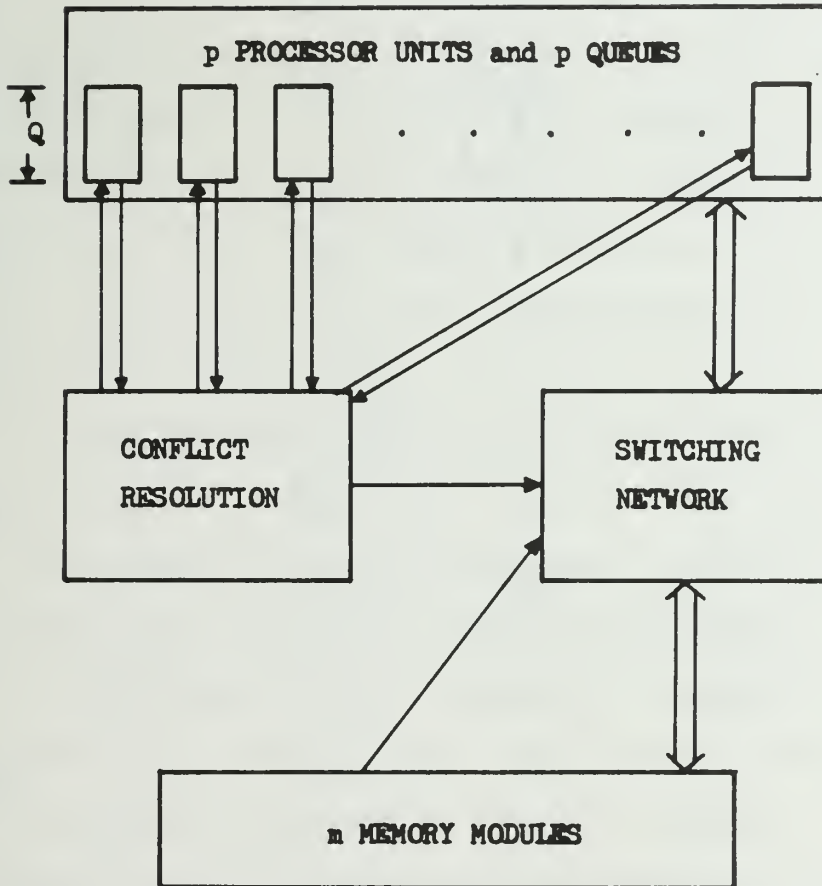 p PROCESSOR UNITS and p QUEUES
Q
CONFLICT
RESOLUTION
SWITCHING
NETWORK
m MEMORY MODULES